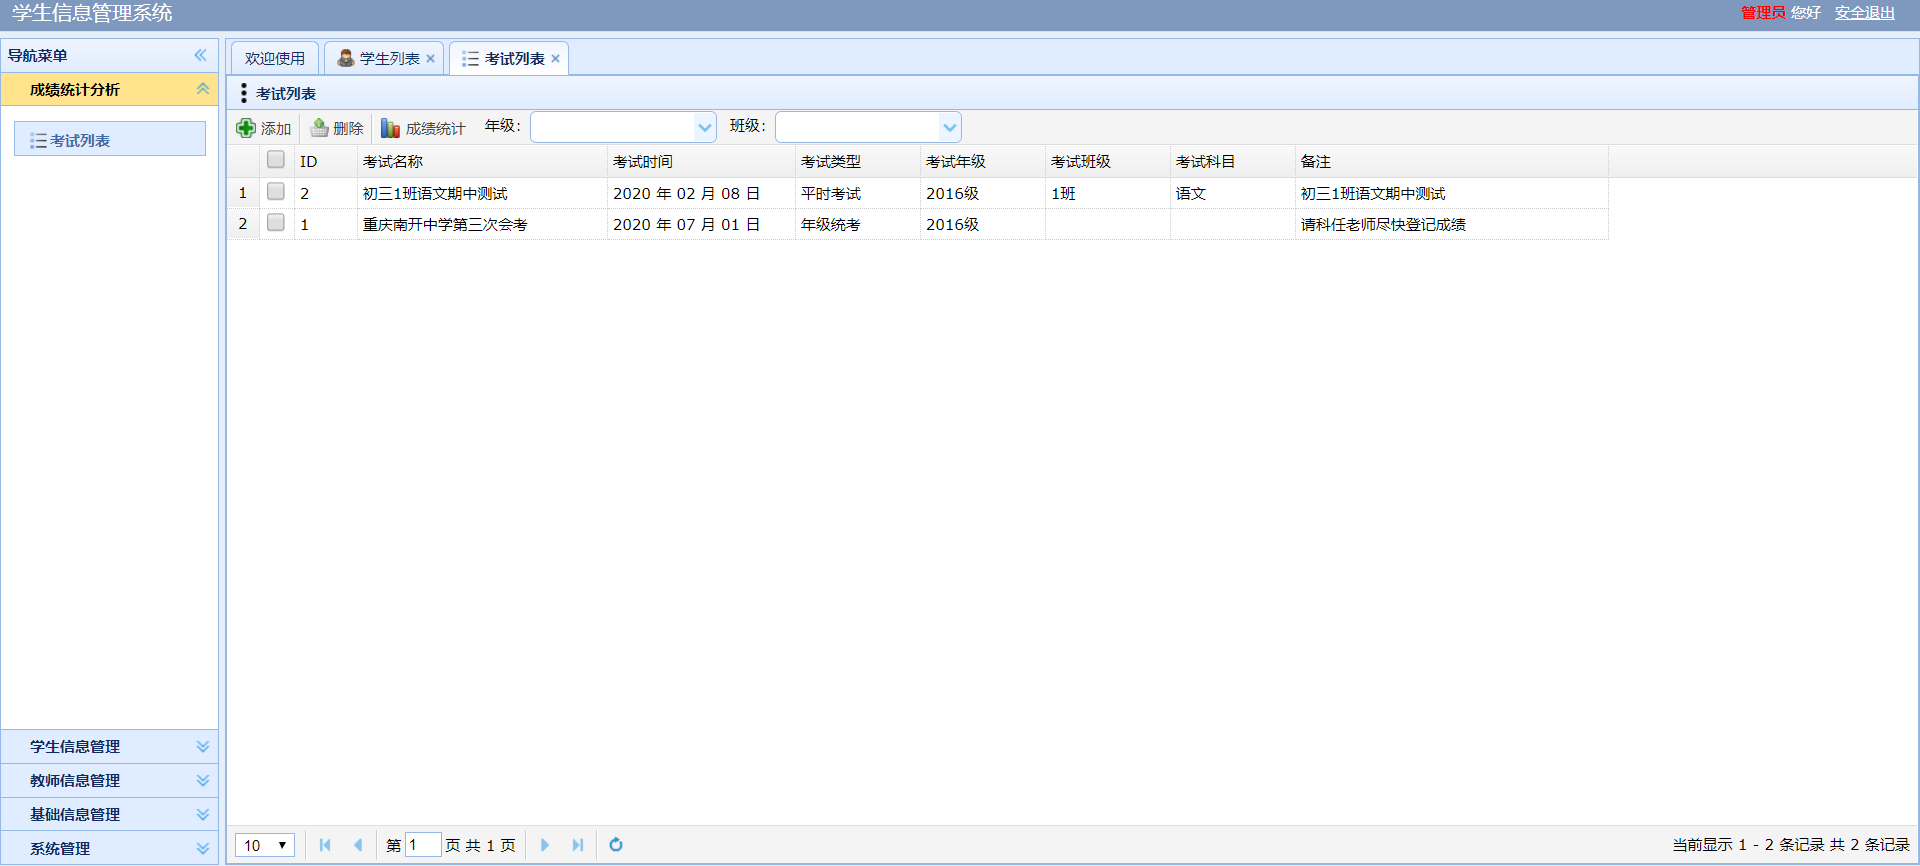 学生信息管理系统
管理员 您好 安全退出
导航菜单
成绩统计分析
考试列表
学生信息管理
教师信息管理
基础信息管理
系统管理
欢迎使用 学生列表 考试列表
考试列表
添加 删除 成绩统计 年级: 班级:
ID 考试名称 考试时间 考试类型 考试年级 考试班级 考试科目 备注
1 2 初三1班语文期中测试 2020 年 02 月 08 日 平时考试 2016级 1班 语文 初三1班语文期中测试
2 1 重庆南开中学第三次会考 2020 年 07 月 01 日 年级统考 2016级 请科任老师尽快登记成绩
10 第 1 页 共 1 页 当前显示 1 - 2 条记录 共 2 条记录